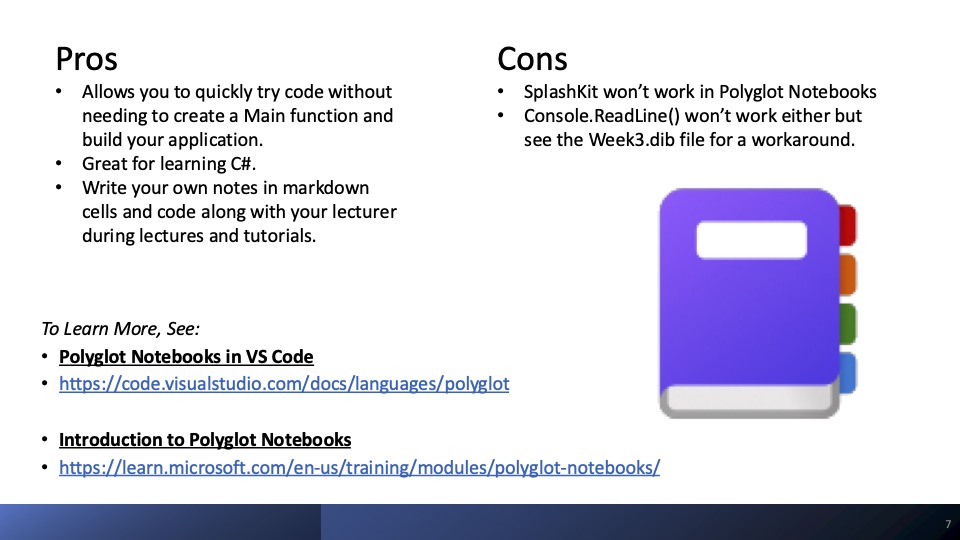 Pros
• Allows you to quickly try code without
needing to create a Main function and
build your application.
• Great for learning C#.
• Write your own notes in markdown
cells and code along with your lecturer
during lectures and tutorials.
Cons
• SplashKit won’t work in Polyglot Notebooks
• Console.ReadLine() won’t work either but
see the Week3.dib file for a workaround.
To Learn More, See:
• Polyglot Notebooks in VS Code
• https://code.visualstudio.com/docs/languages/polyglot
• Introduction to Polyglot Notebooks
• https://learn.microsoft.com/en-us/training/modules/polyglot-notebooks/
7